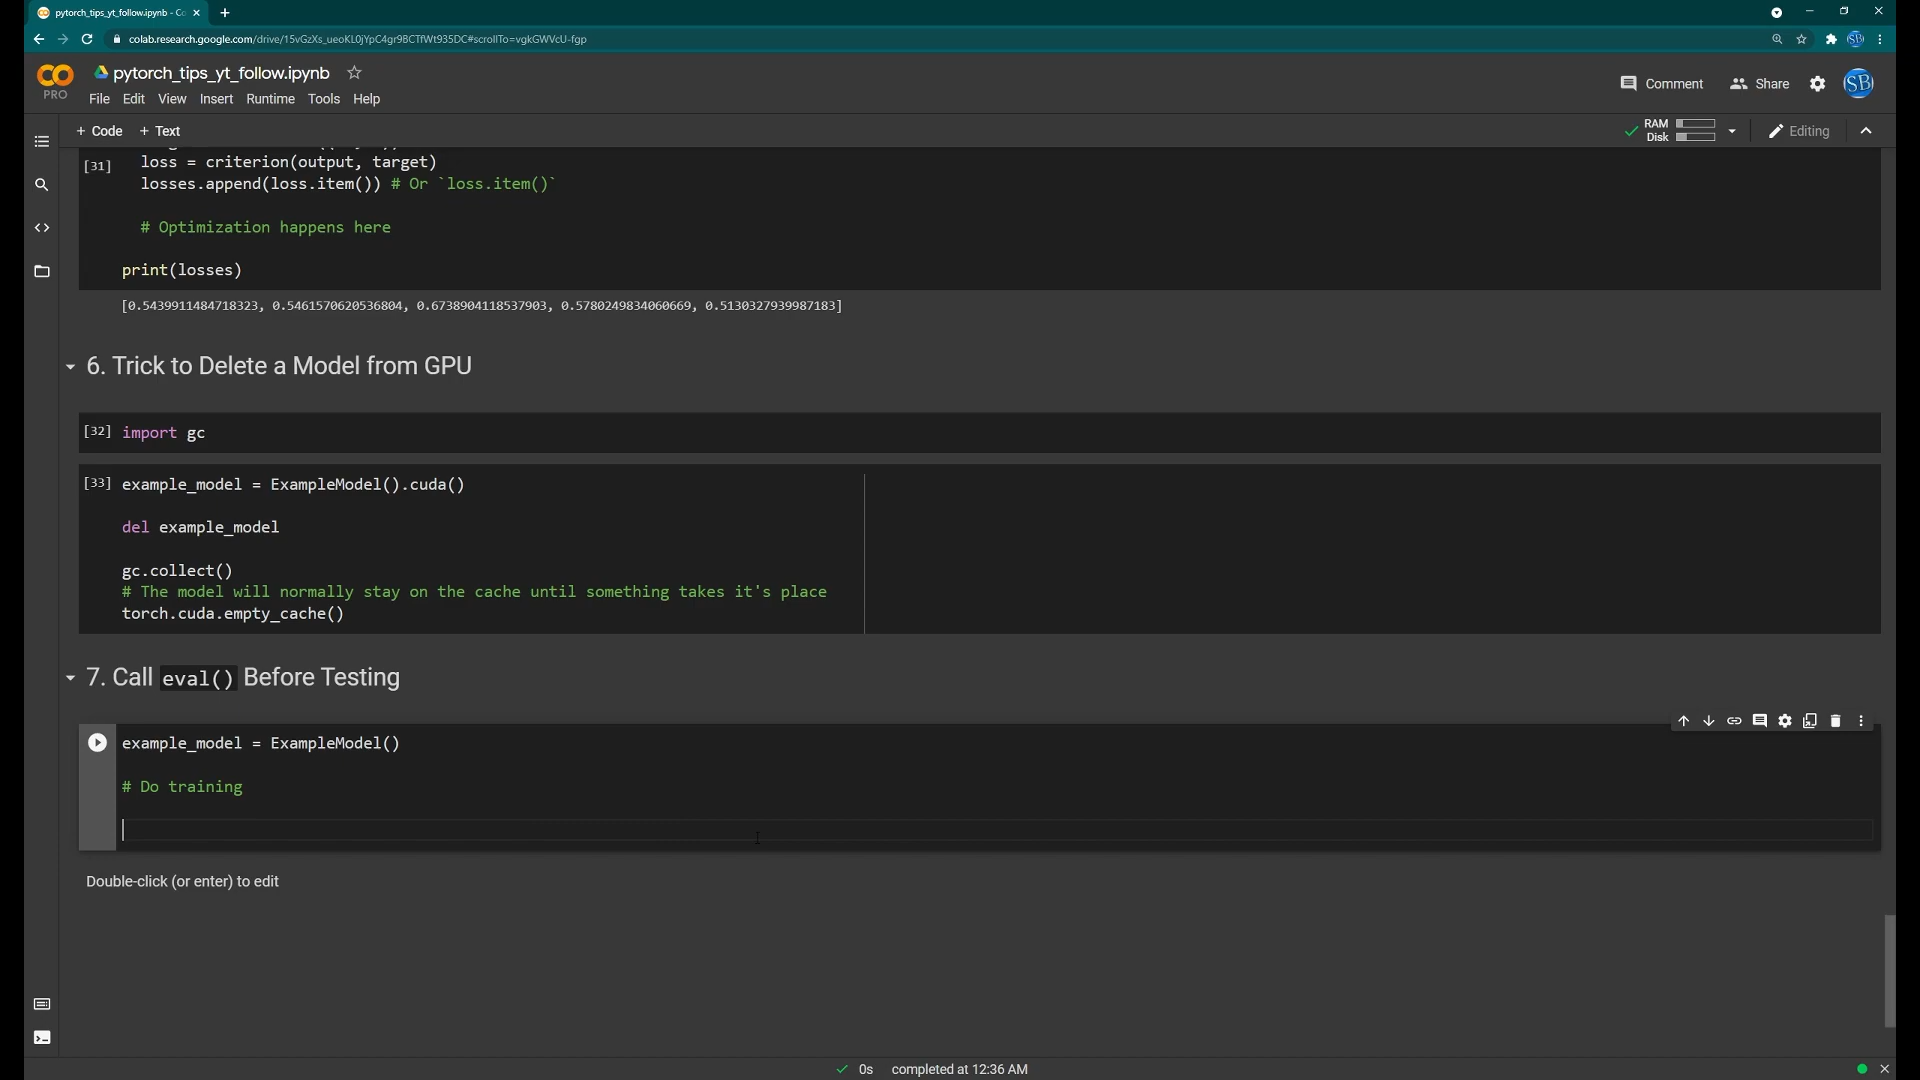 pytorch_tips_yt_follow.ipynb - Co
colab.research.google.com/drive/15vGzXs_ueoKL0jYpC4gr9BCTfWt935DC#scrollTo=vgkGWVcU-fgp
SB
PRO
pytorch_tips_yt_follow.ipynb
File Edit View Insert Runtime Tools Help
Comment Share SB
+ Code + Text
RAM
Disk
Editing
[31] loss = criterion(output, target)
losses.append(loss.item()) # Or `loss.item()`
# Optimization happens here
print(losses)
[0.5439911484718323, 0.5461570620536804, 0.6738904118537903, 0.5780249834060669, 0.5130327939987183]
6. Trick to Delete a Model from GPU
[32] import gc
[33] example_model = ExampleModel().cuda()
del example_model
gc.collect()
# The model will normally stay on the cache until something takes it's place
torch.cuda.empty_cache()
7. Call eval() Before Testing
example_model = ExampleModel()
# Do training
Double-click (or enter) to edit
0s completed at 12:36 AM